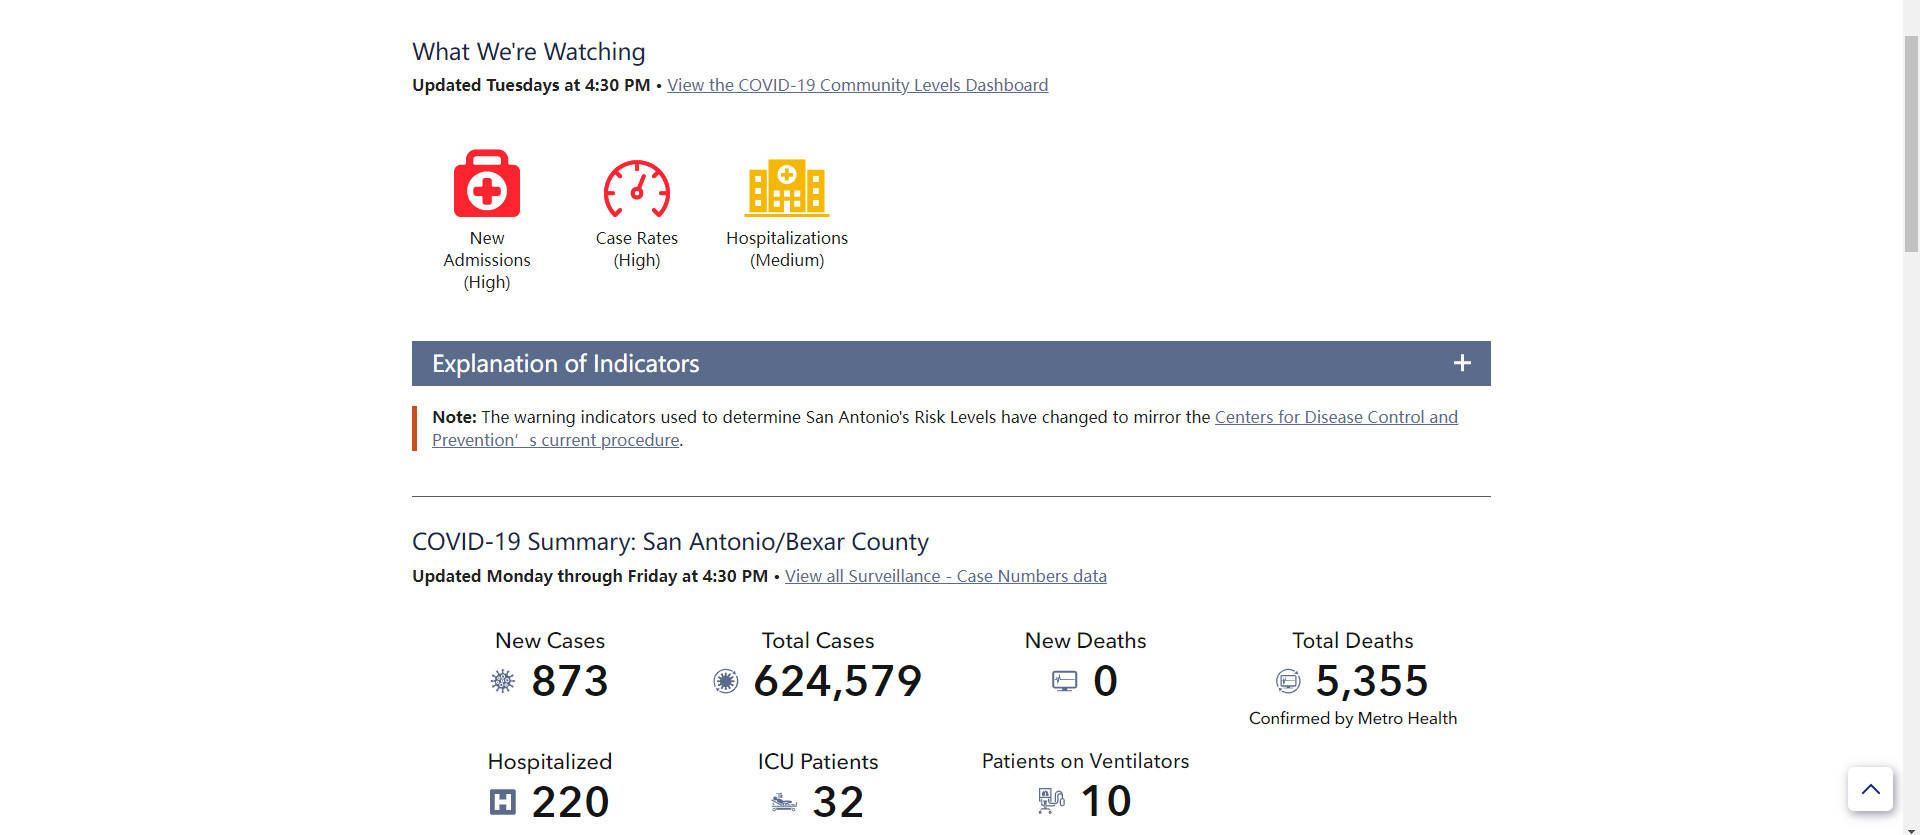 What We're Watching
Updated Tuesdays at 4:30 PM • View the COVID-19 Community Levels Dashboard
New
Admissions
(High)
Case Rates
(High)
Hospitalizations
(Medium)
Explanation of Indicators
Note: The warning indicators used to determine San Antonio's Risk Levels have changed to mirror the Centers for Disease Control and
Prevention’s current procedure.
COVID-19 Summary: San Antonio/Bexar County
Updated Monday through Friday at 4:30 PM • View all Surveillance - Case Numbers data
New Cases
873
Total Cases
624,579
New Deaths
0
Total Deaths
5,355
Confirmed by Metro Health
Hospitalized
H
220
ICU Patients
32
Patients on Ventilators
10